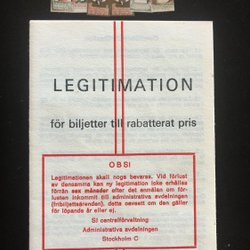 LEGITIMATION
för biljetter till rabatterat pris
OBS!
Legitimationen skall noga bevaras. Vid förlust
av densamma kan ny legitimation icke erhållas
förrän sex månader efter det anmälan om för-
lusten inkommit till administrativa avdelningen
(fribiljettsärenden), detta oavsett om den gäller
för löpande år eller ej.
SJ centralförvaltning
Administrativa avdelningen
Stockholm C